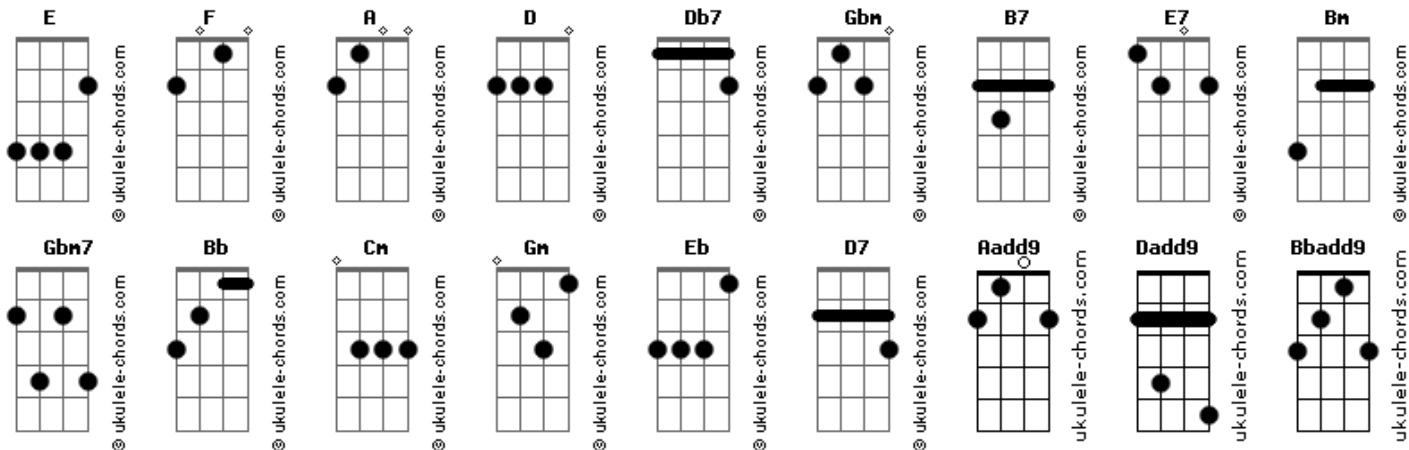 E F A D Db7 Gbm B7 E7 Bm
© ukulele-chords.com © ukulele-chords.com © ukulele-chords.com © ukulele-chords.com © ukulele-chords.com © ukulele-chords.com © ukulele-chords.com © ukulele-chords.com © ukulele-chords.com
Gbm7 Bb Cm Gm Eb D7 Aadd9 Dadd9 Bbadd9
© ukulele-chords.com © ukulele-chords.com © ukulele-chords.com © ukulele-chords.com © ukulele-chords.com © ukulele-chords.com ukulele-chords.com ukulele-chords.com ukulele-chords.com